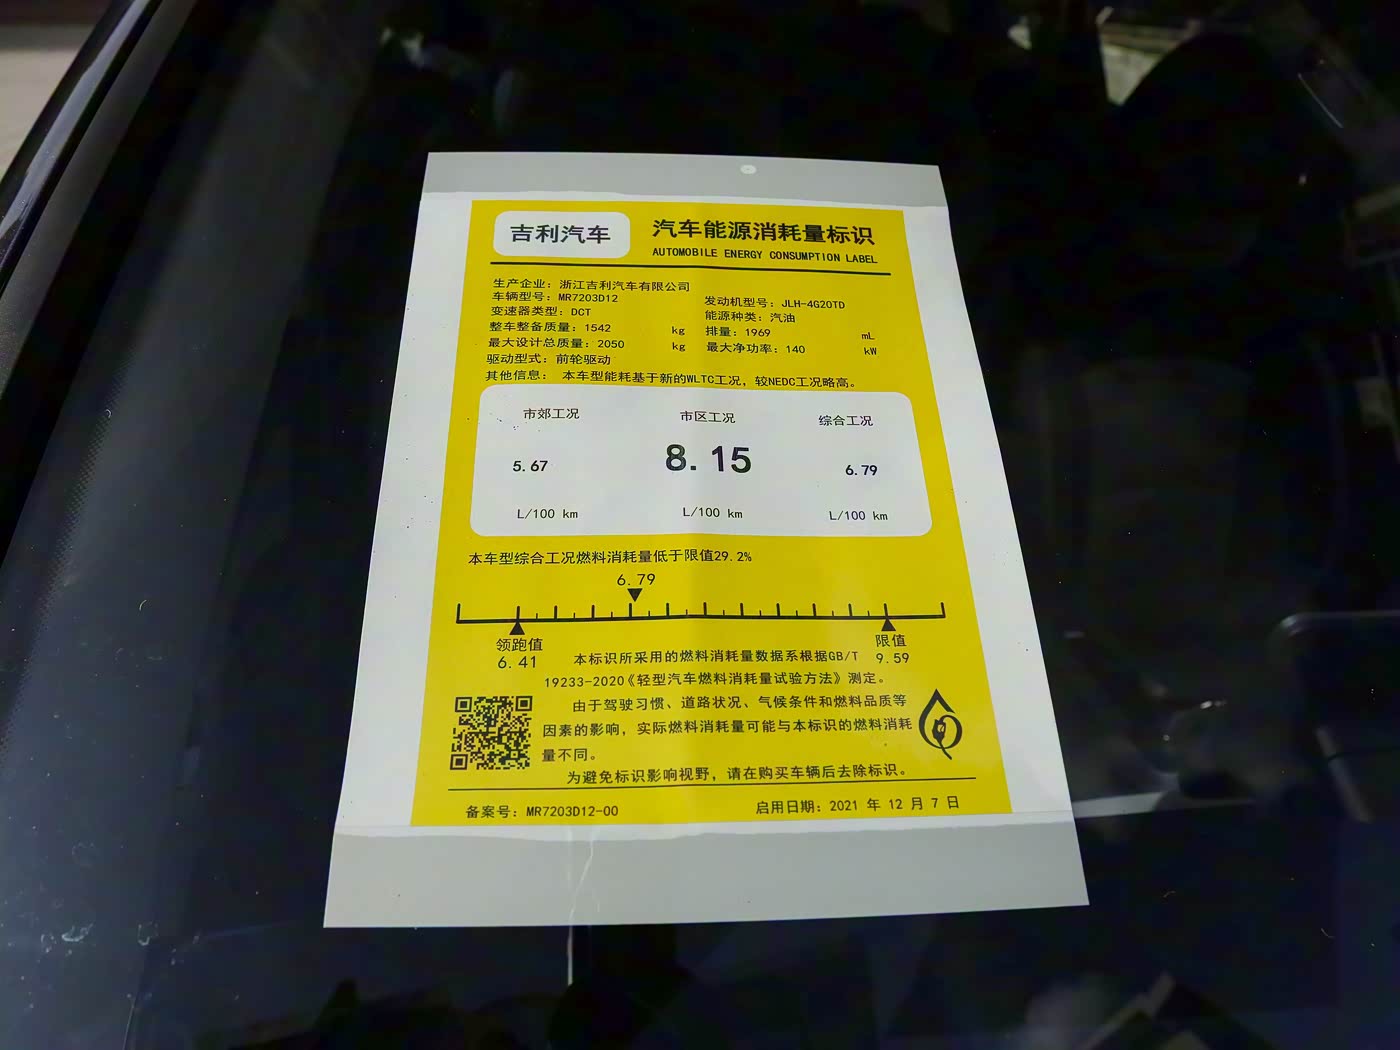 吉利汽车
汽车能源消耗量标识
AUTOMOBILE ENERGY CONSUMPTION LABEL
生产企业：浙江吉利汽车有限公司
车辆型号：MR7203D12
发动机型号：JLH-4G20TD
变速器类型：DCT
能源种类：汽油
整车整备质量：1542 kg
排量：1969 mL
最大设计总质量：2050 kg
最大净功率：140 kW
驱动型式：前轮驱动
其他信息： 本车型能耗基于新的WLTC工况，较NEDC工况略高。
市郊工况 市区工况 综合工况
5.67 8.15 6.79
L/100 km L/100 km L/100 km
本车型综合工况燃料消耗量低于限值29.2%
6.79
领跑值 限值
6.41 9.59
本标识所采用的燃料消耗量数据系根据GB/T
19233-2020《轻型汽车燃料消耗量试验方法》测定。
由于驾驶习惯、道路状况、气候条件和燃料品质等
因素的影响，实际燃料消耗量可能与本标识的燃料消耗
量不同。
为避免标识影响视野，请在购买车辆后去除标识。
备案号：MR7203D12-00
启用日期：2021 年 12 月 7 日